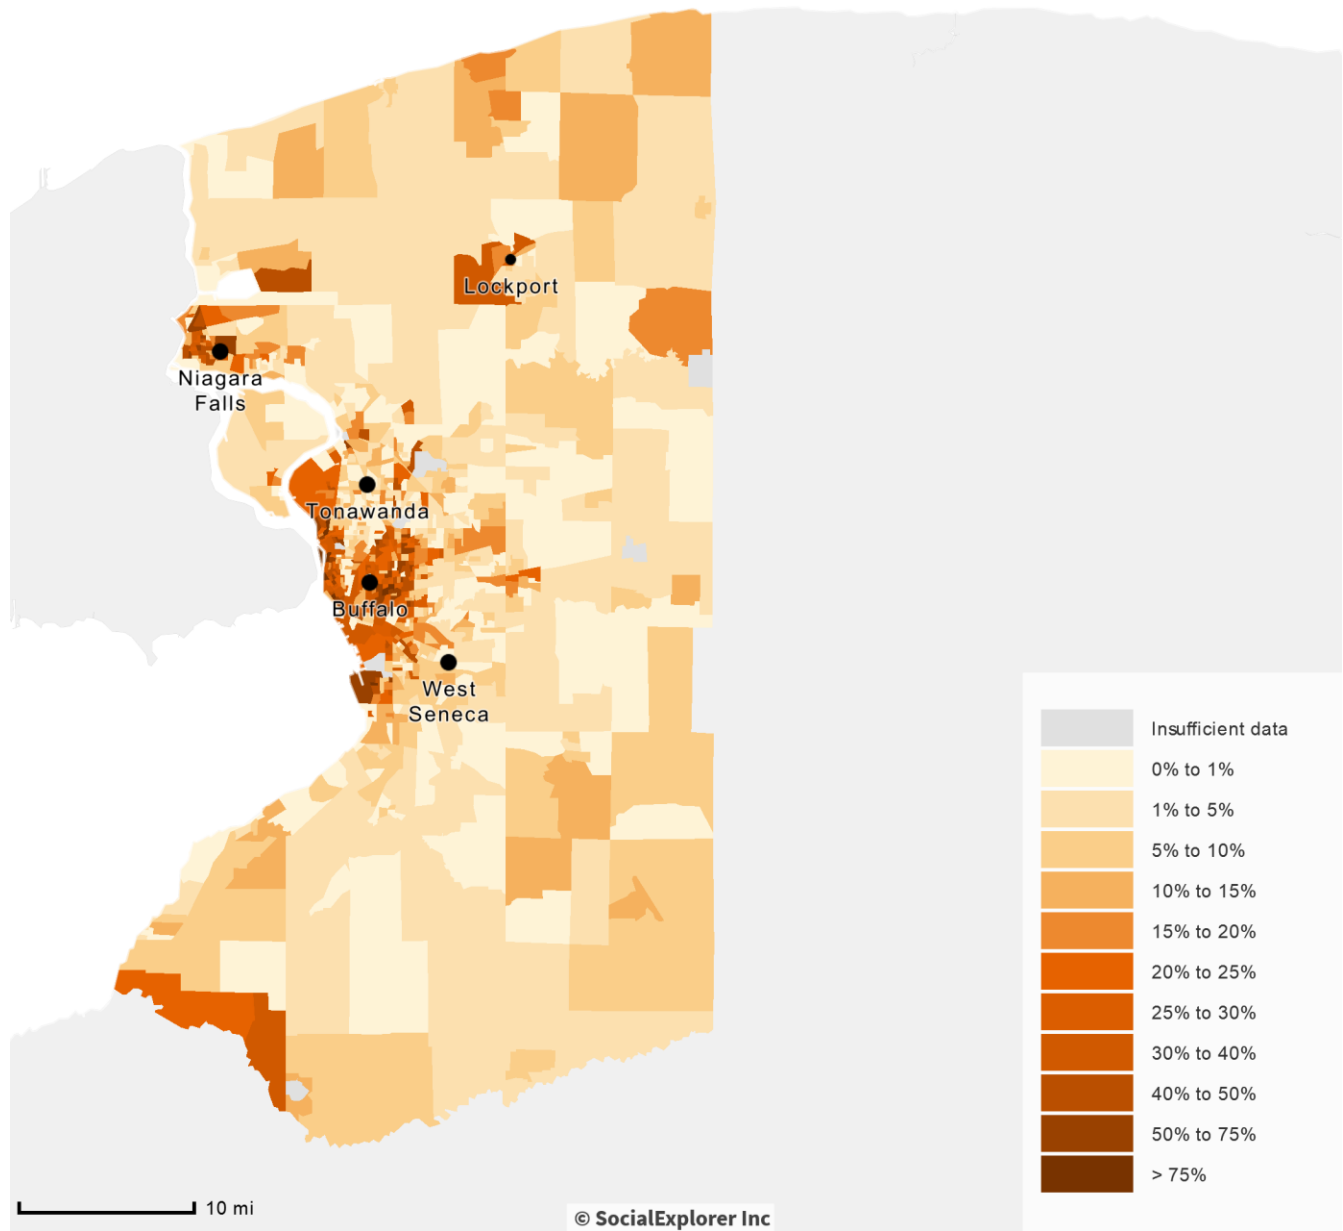 Lockport
Niagara
Falls
Tonawanda
Buffalo
West
Seneca
Insufficient data
0% to 1%
1% to 5%
5% to 10%
10% to 15%
15% to 20%
20% to 25%
25% to 30%
30% to 40%
40% to 50%
50% to 75%
> 75%
10 mi
© SocialExplorer Inc